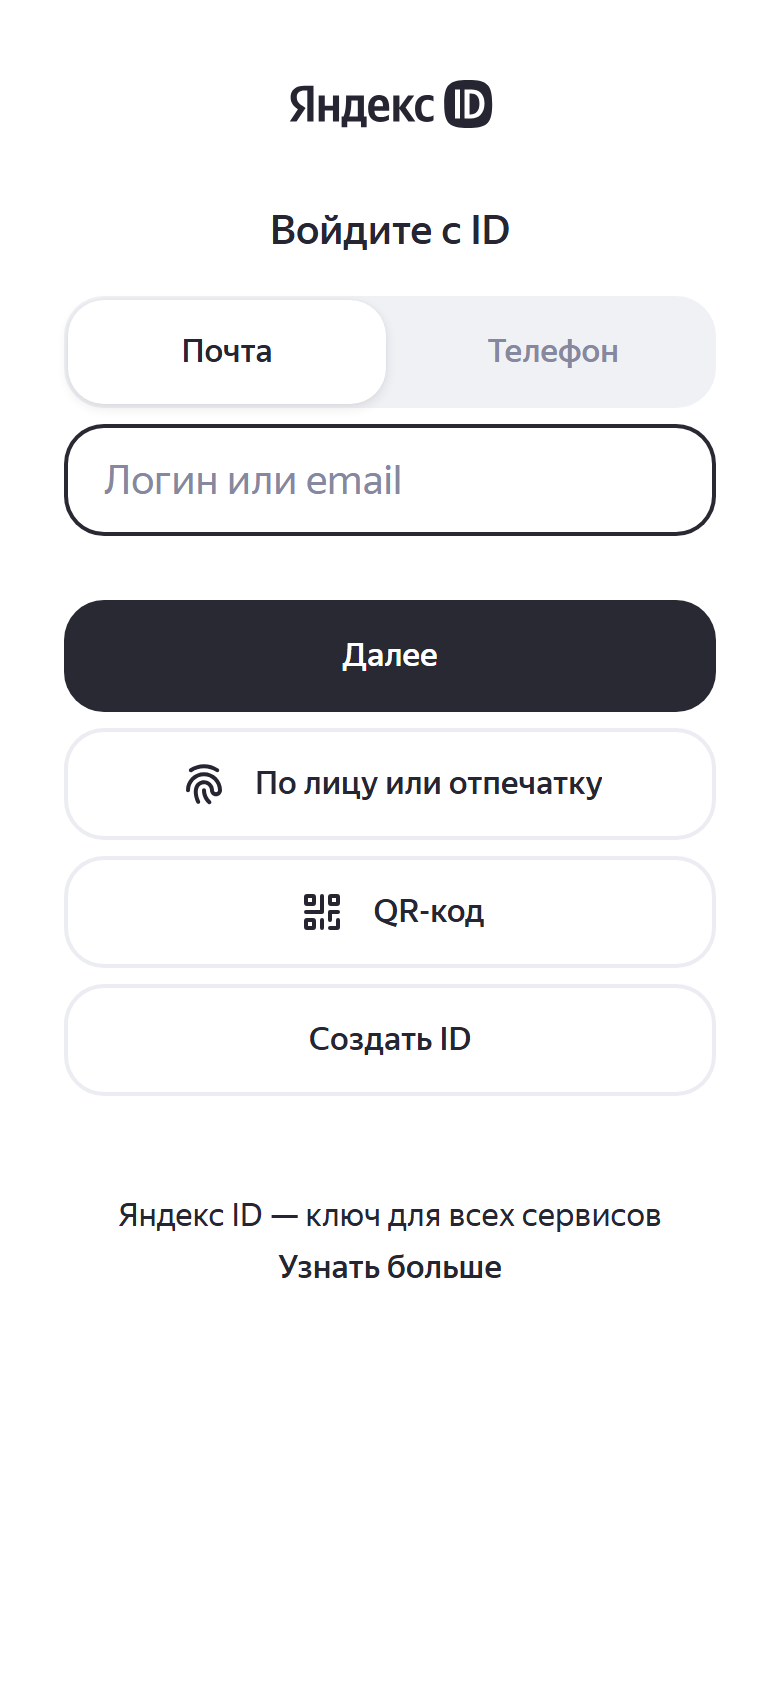 Яндекс ID
Войдите с ID
Почта
Телефон
Логин или email
Далее
По лицу или отпечатку
QR-код
Создать ID
Яндекс ID — ключ для всех сервисов
Узнать больше